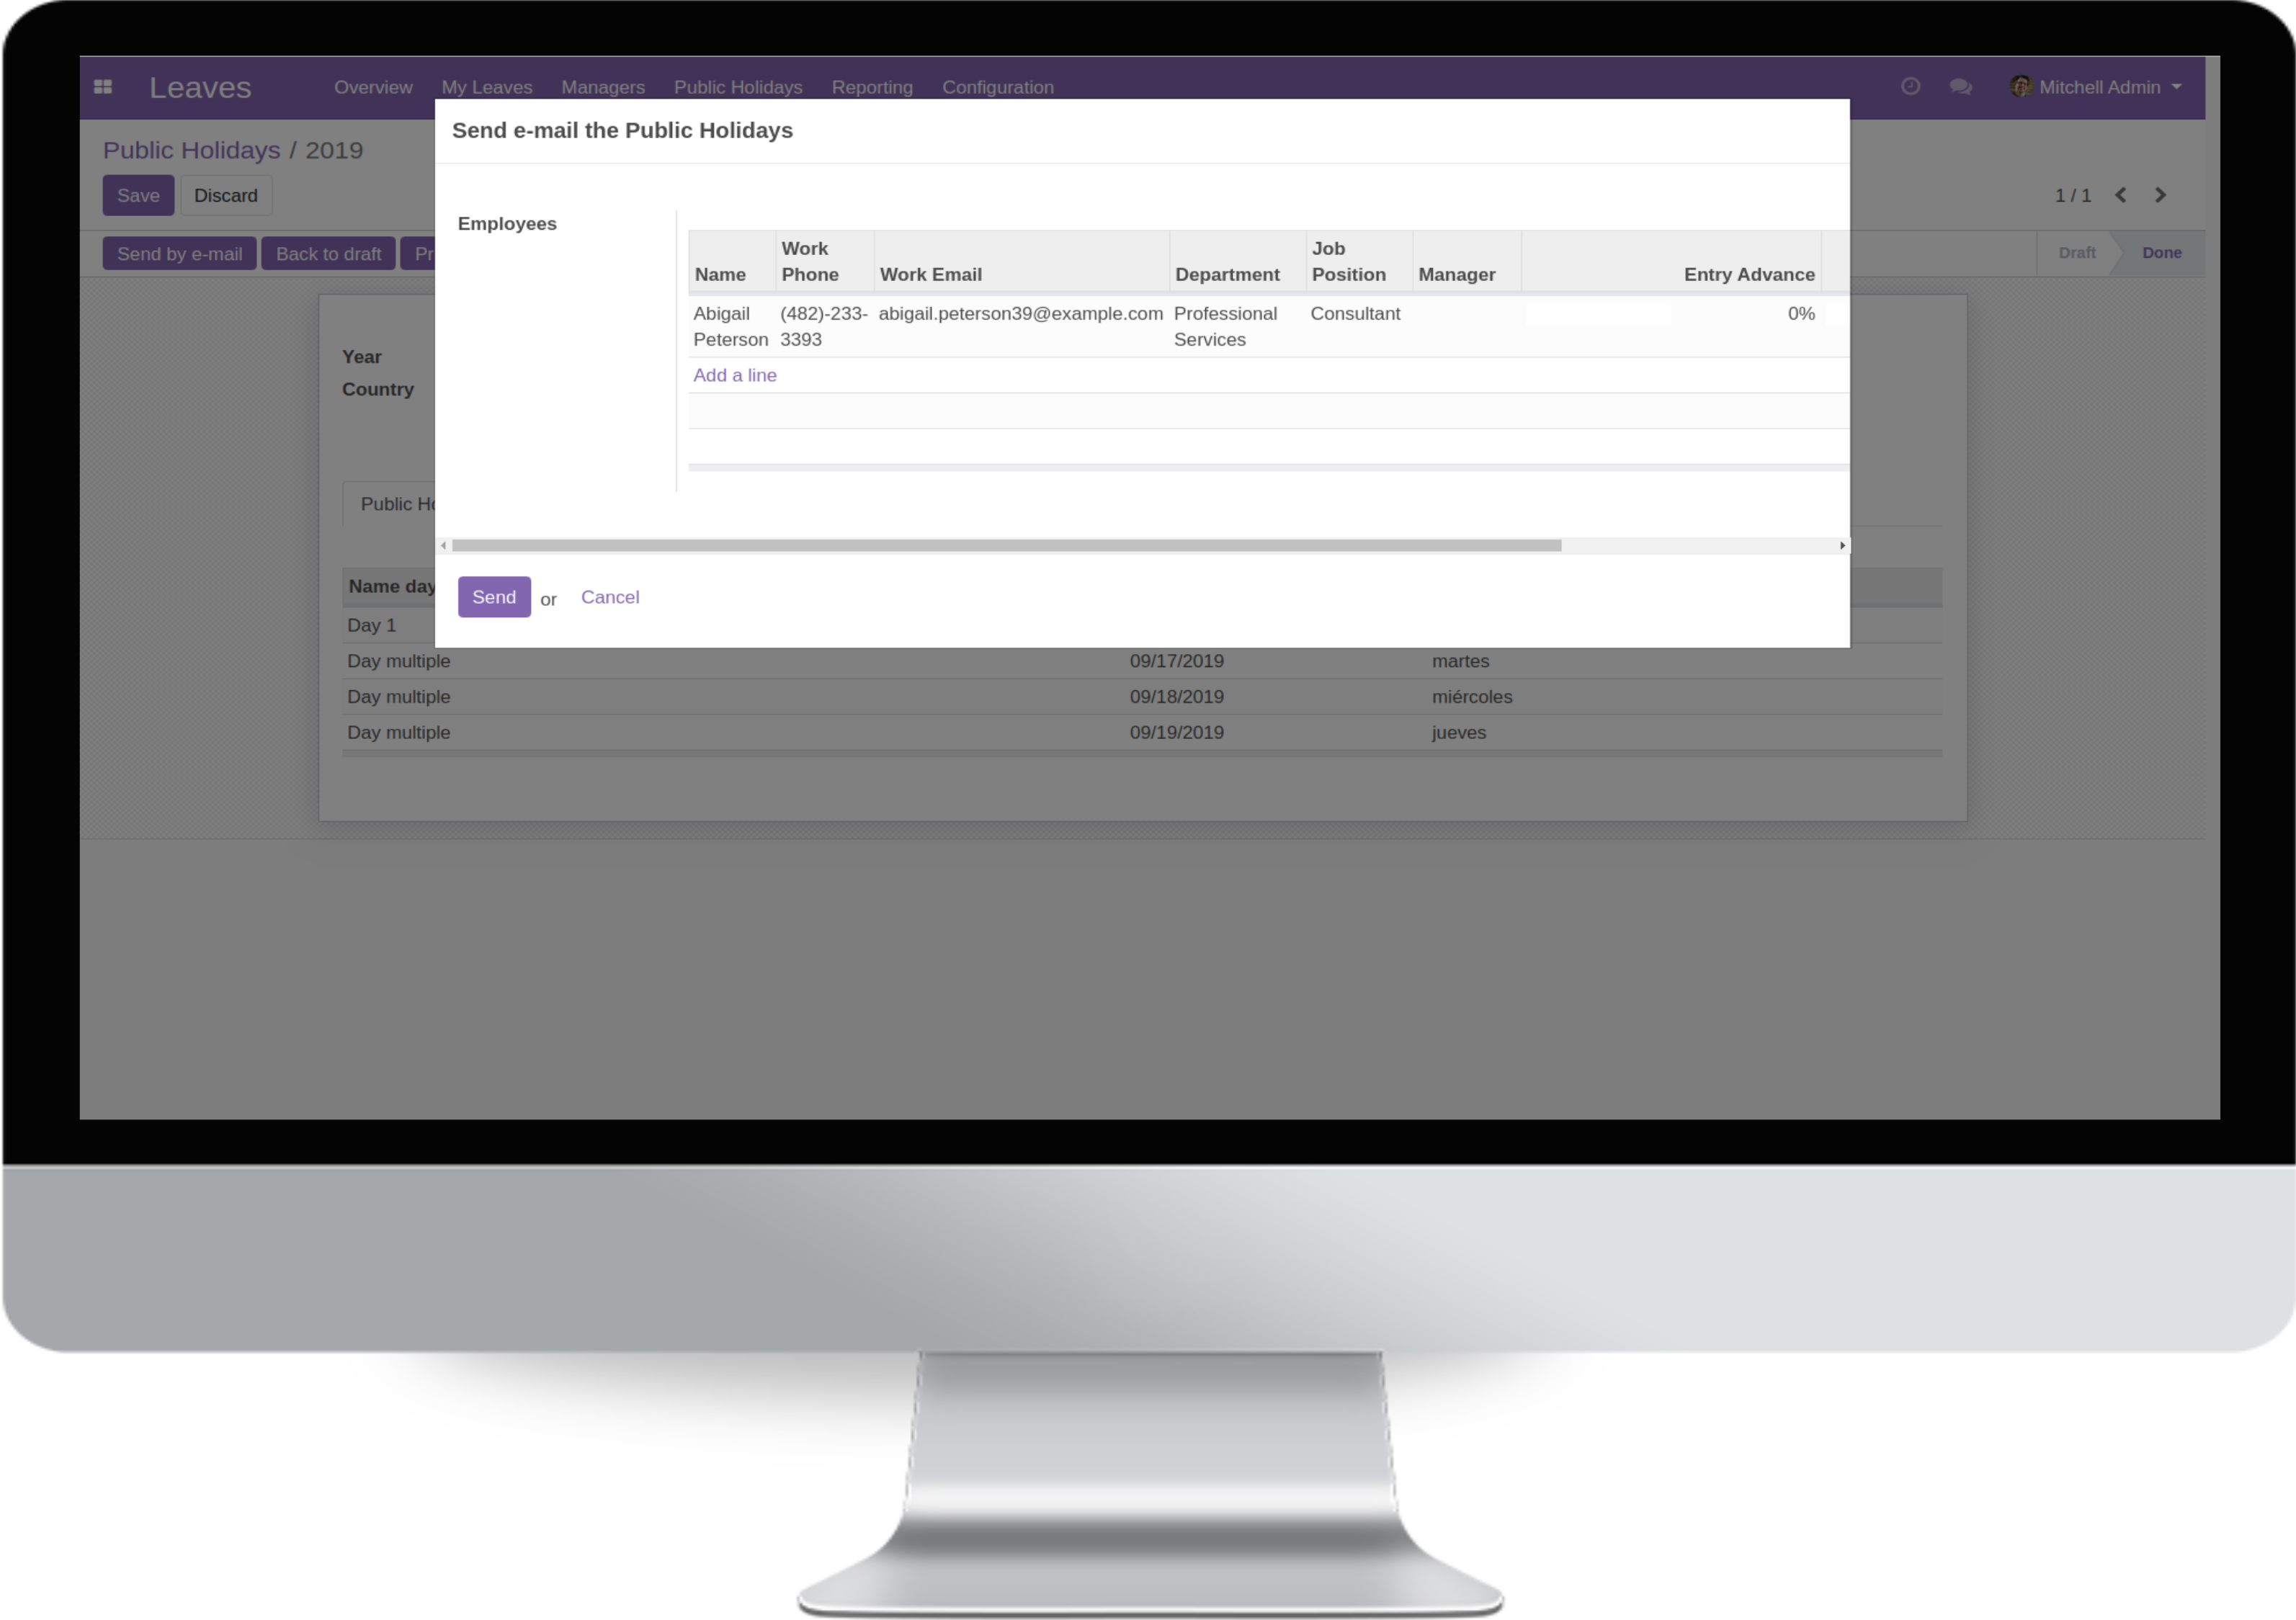 Leaves Overview My Leaves Managers Public Holidays Reporting Configuration Mitchell Admin
Send e-mail the Public Holidays
Public Holidays / 2019
Save Discard 1 / 1
Employees
Send by e-mail Back to draft Pr Draft Done
Name Work Phone Work Email Department Job Position Manager Entry Advance
Abigail Peterson (482)-233-3393 abigail.peterson39@example.com Professional Services Consultant 0%
Add a line
Year
Country
Public Ho
Send or Cancel
Name day
Day 1
Day multiple 09/17/2019 martes
Day multiple 09/18/2019 miércoles
Day multiple 09/19/2019 jueves